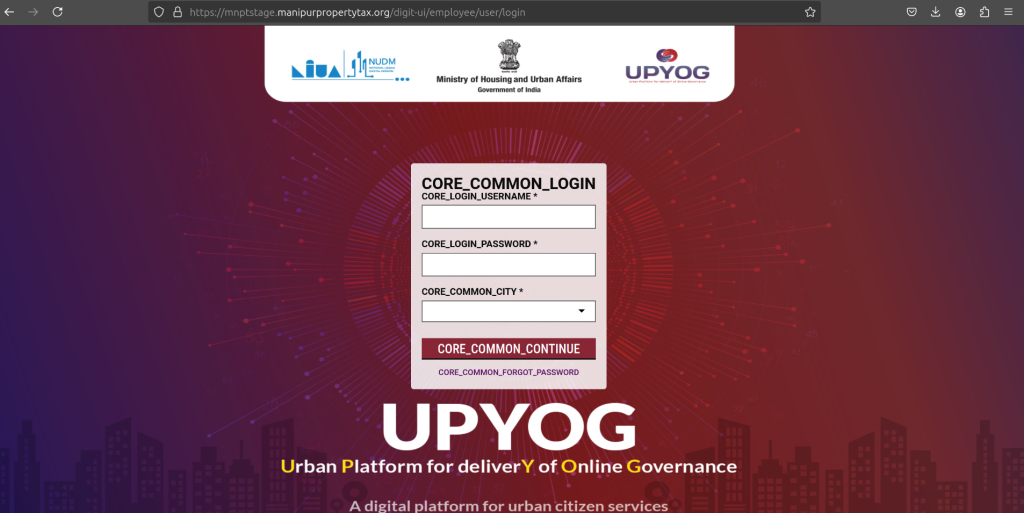 https://mnptstage.manipurpropertytax.org/digit-ui/employee/user/login
NIUA
NUDM
Ministry of Housing and Urban Affairs
Government of India
UPYOG
CORE_COMMON_LOGIN
CORE_LOGIN_USERNAME *
CORE_LOGIN_PASSWORD *
CORE_COMMON_CITY *
CORE_COMMON_CONTINUE
CORE_COMMON_FORGOT_PASSWORD
UPYOG
Urban Platform for deliverY of Online Governance
A digital platform for urban citizen services